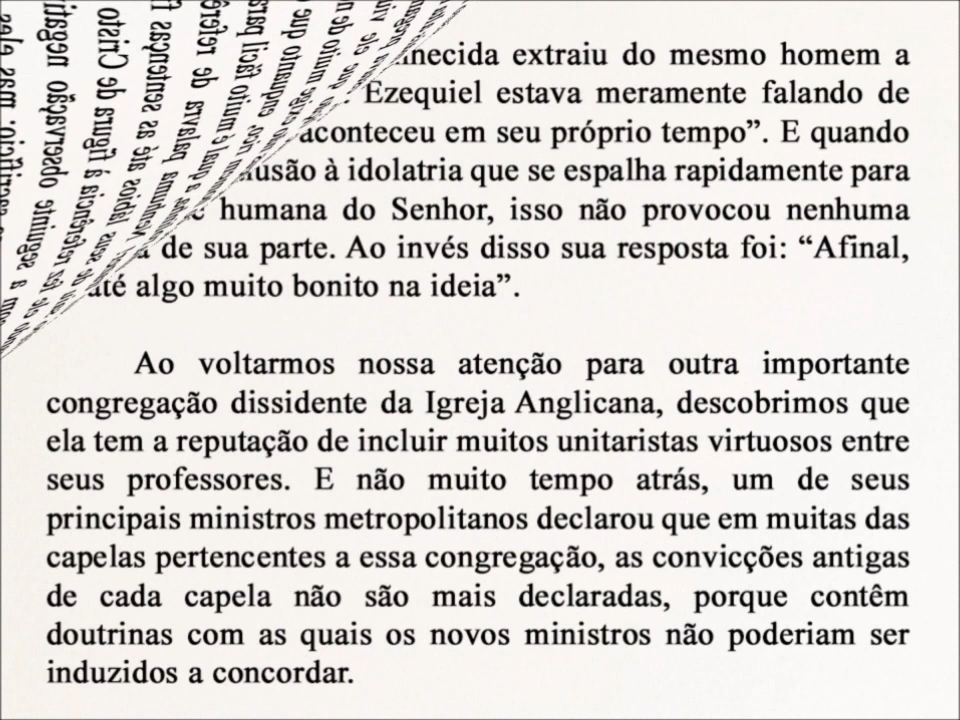 extraiu do mesmo homem a
Ezequiel estava meramente falando de
aconteceu em seu próprio tempo”. E quando
à idolatria que se espalha rapidamente para
humana do Senhor, isso não provocou nenhuma
de sua parte. Ao invés disso sua resposta foi: “Afinal,
até algo muito bonito na ideia”.
Ao voltarmos nossa atenção para outra importante
congregação dissidente da Igreja Anglicana, descobrimos que
ela tem a reputação de incluir muitos unitaristas virtuosos entre
seus professores. E não muito tempo atrás, um de seus
principais ministros metropolitanos declarou que em muitas das
capelas pertencentes a essa congregação, as convicções antigas
de cada capela não são mais declaradas, porque contêm
doutrinas com as quais os novos ministros não poderiam ser
induzidos a concordar.